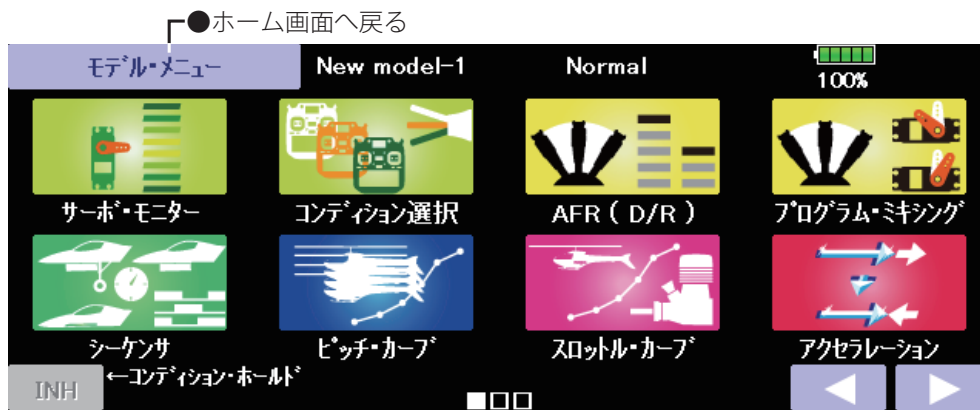 ●ホーム画面へ戻る
モデル・メニュー New model-1 Normal 100%
サーボ・モニター コンディション選択 AFR ( D/R ) プログラム・ミキシング
シーケンサ ピッチ・カーブ スロットル・カーブ アクセラレーション
INH ←コンディション・ホールド